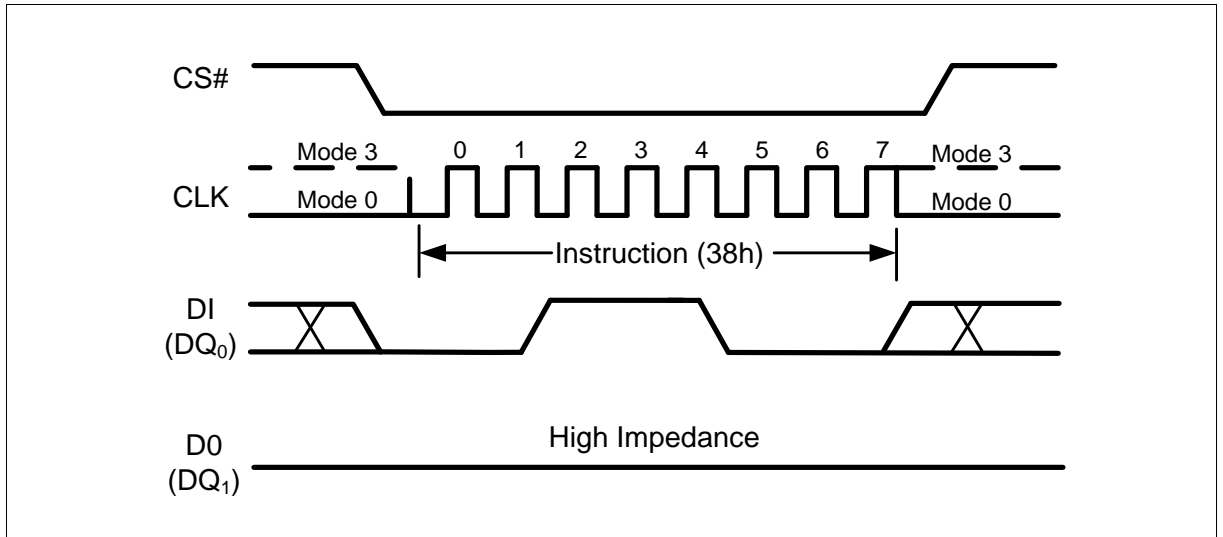 CS#
Mode 3 0 1 2 3 4 5 6 7 Mode 3
CLK Mode 0 Mode 0
Instruction (38h)
DI
(DQ₀)
High Impedance
D0
(DQ₁)